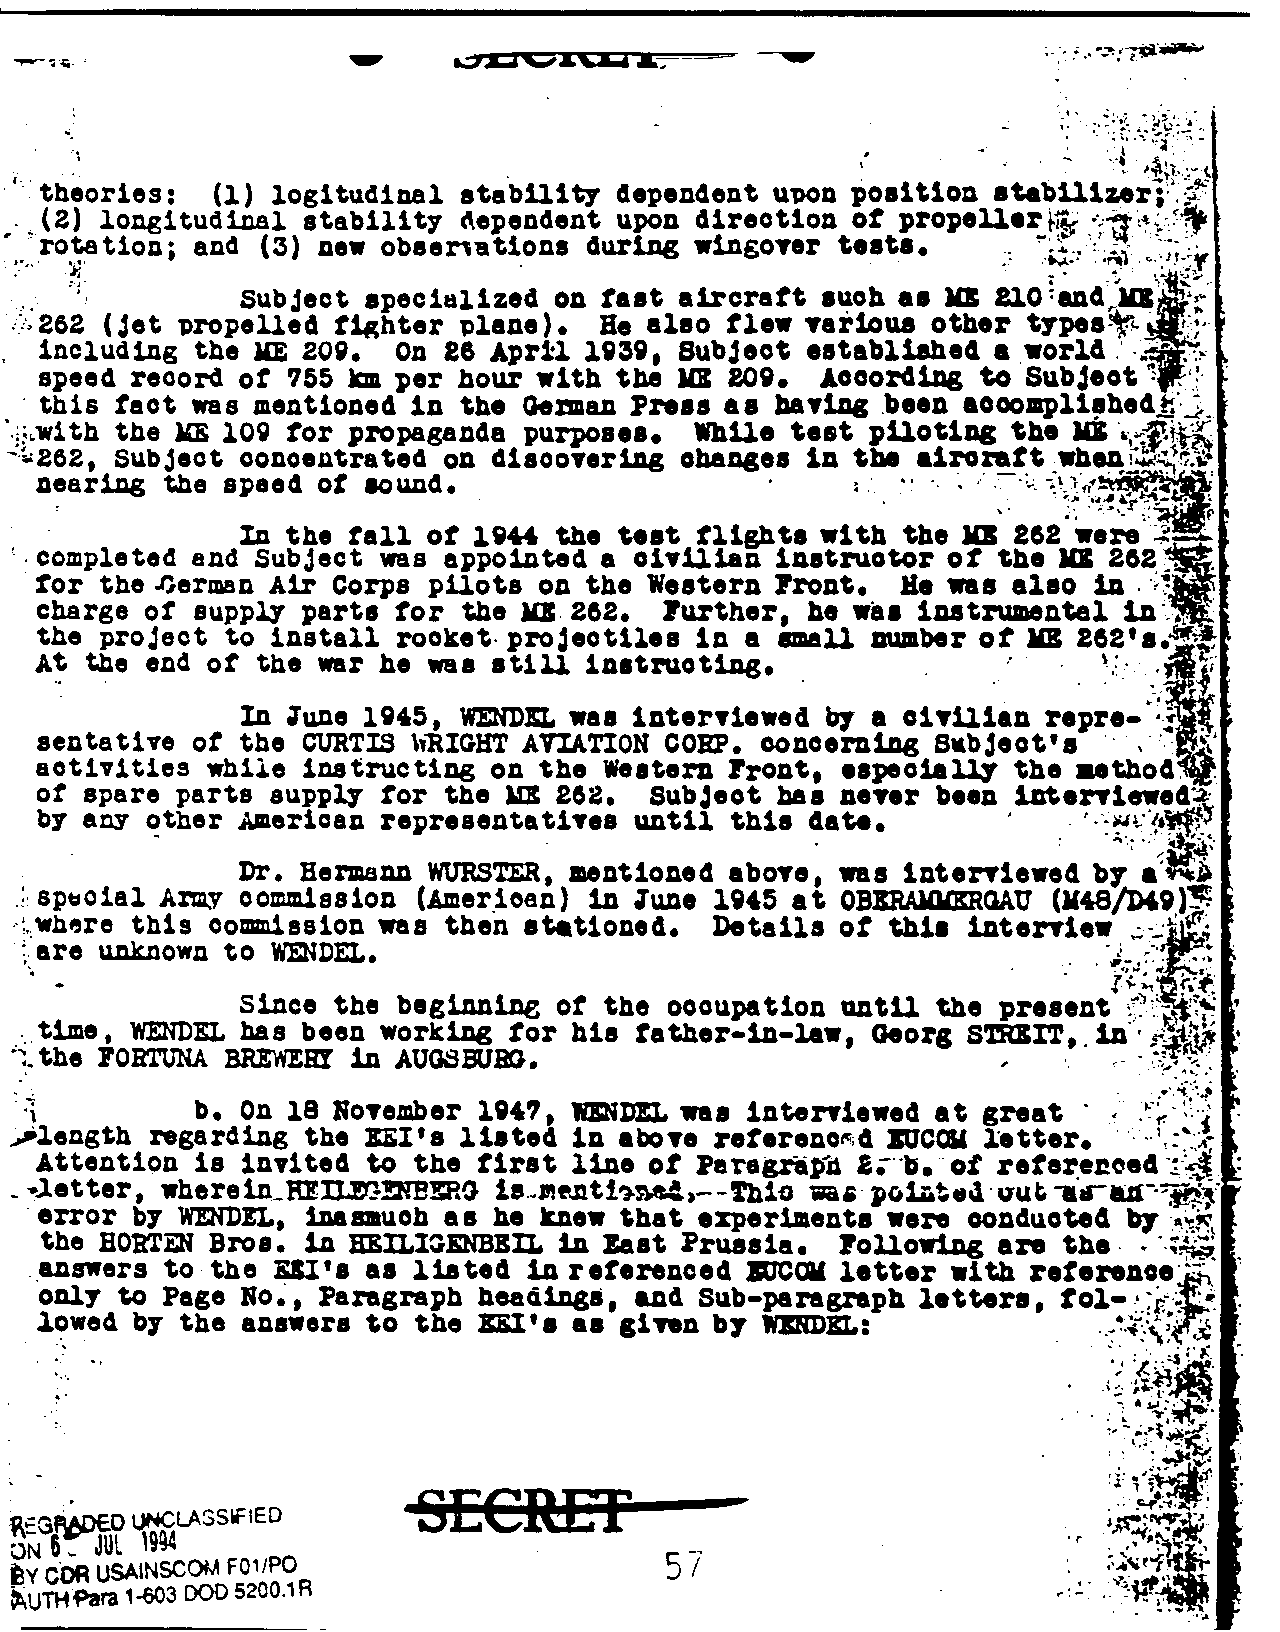 SECRET
theories: (1) logitudinal stability dependent upon position stabilizer;
(2) longitudinal stability dependent upon direction of propeller
rotation; and (3) new observations during wingover tests.
Subject specialized on fast aircraft such as ME 210 and ME
262 (jet propelled fighter plane). He also flew various other types
including the ME 209. On 26 April 1939, Subject established a world
speed record of 755 km per hour with the ME 209. According to Subject
this fact was mentioned in the German Press as having been accomplished
with the ME 109 for propaganda purposes. While test piloting the ME
262, Subject concentrated on discovering changes in the aircraft when
nearing the speed of sound.
In the fall of 1944 the test flights with the ME 262 were
completed and Subject was appointed a civilian instructor of the ME 262
for the German Air Corps pilots on the Western Front. He was also in
charge of supply parts for the ME 262. Further, he was instrumental in
the project to install rocket projectiles in a small number of ME 262's.
At the end of the war he was still instructing.
In June 1945, WENDEL was interviewed by a civilian repre-
sentative of the CURTIS WRIGHT AVIATION CORP. concerning Subject's
activities while instructing on the Western Front, especially the method
of spare parts supply for the ME 262. Subject has never been interviewed
by any other American representatives until this date.
Dr. Hermann WURSTER, mentioned above, was interviewed by a
special Army commission (American) in June 1945 at OBERAMMERGAU (M48/D49)
where this commission was then stationed. Details of this interview
are unknown to WENDEL.
Since the beginning of the occupation until the present
time, WENDEL has been working for his father-in-law, Georg STREIT, in
the FORTUNA BREWERY in AUGSBURG.
b. On 18 November 1947, WENDEL was interviewed at great
length regarding the EEI's listed in above referenced EUCOM letter.
Attention is invited to the first line of Paragraph 2. b. of referenced
letter, wherein HEILEGENBERG is mentioned, -- This was pointed out as an
error by WENDEL, inasmuch as he knew that experiments were conducted by
the HORTEN Bros. in HEILIGENBEIL in East Prussia. Following are the
answers to the EEI's as listed in referenced EUCOM letter with reference
only to Page No., Paragraph headings, and Sub-paragraph letters, fol-
lowed by the answers to the EEI's as given by WENDEL:
SECRET
REGRADED UNCLASSIFIED
ON 6 JUL 1994
BY CDR USAINSCOM F01/PO
AUTH Para 1-603 DOD 5200.1R
57